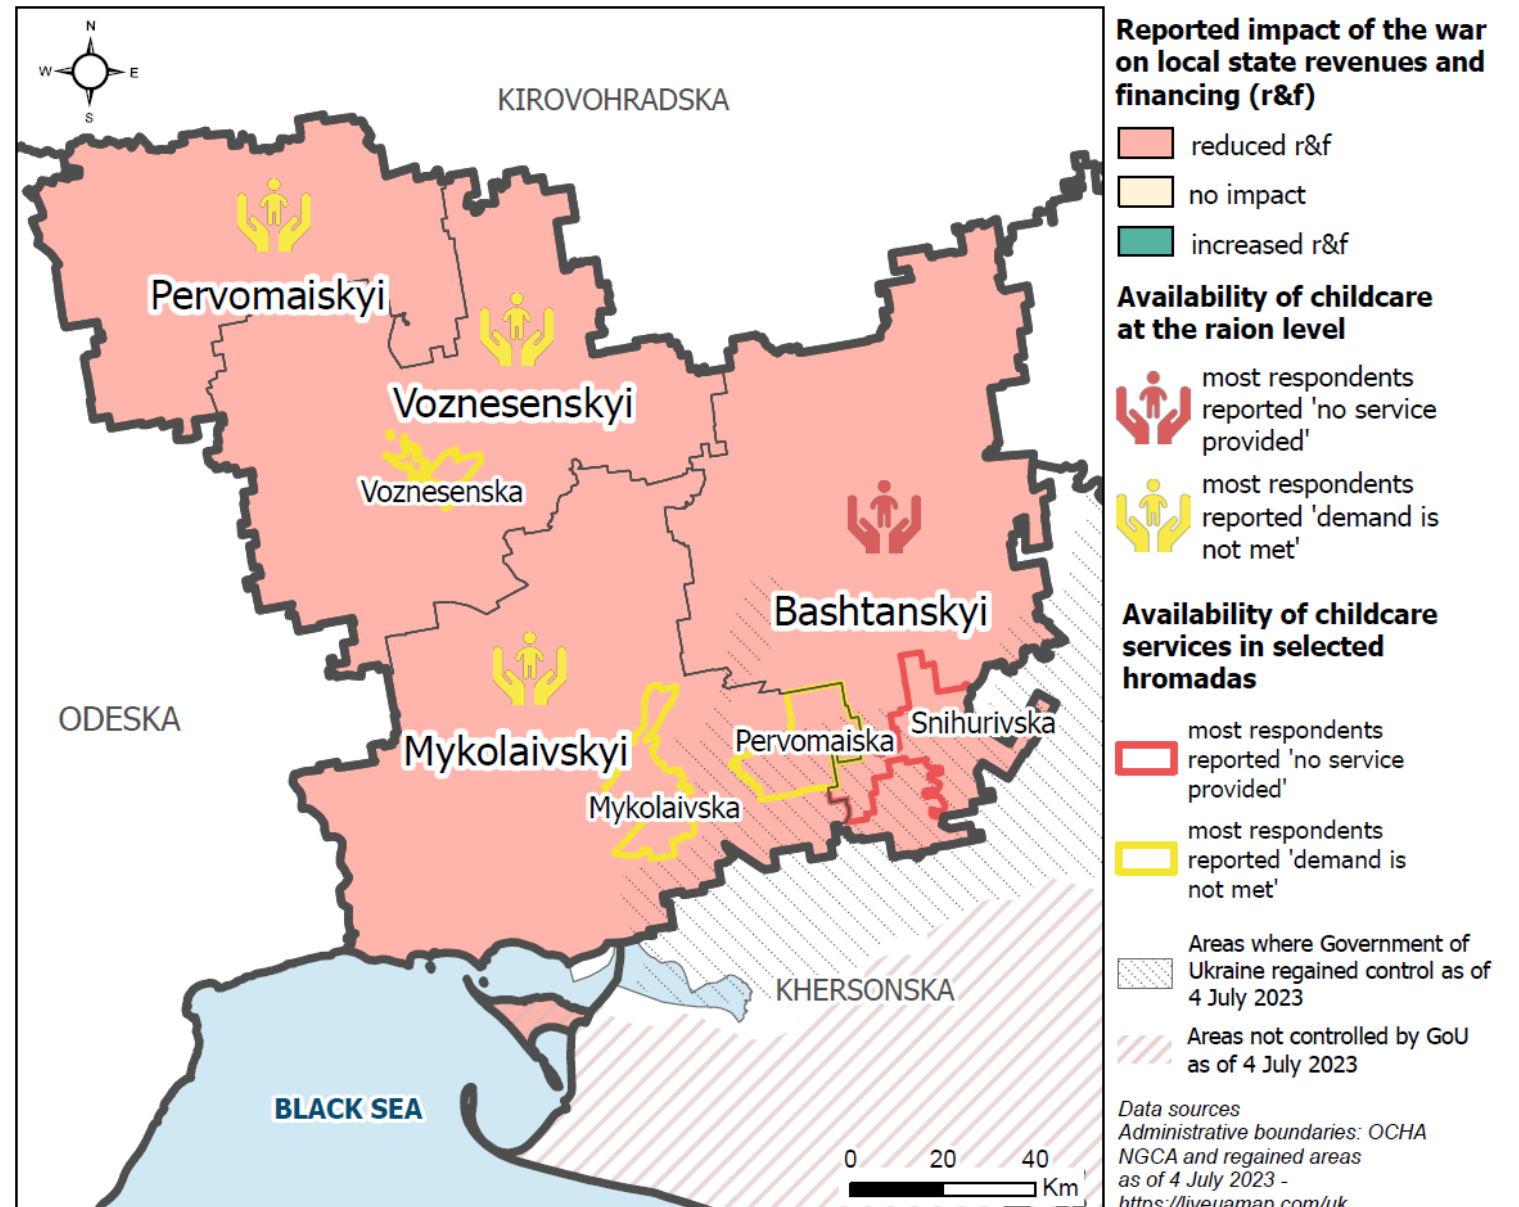 N
W
E
S
KIROVOHRADSKA
Pervomaiskyi
Voznesenskyi
Voznesenska
Bashtanskyi
ODESKA
Mykolaivskyi
Pervomaiska
Snihurivska
Mykolaivska
KHERSONSKA
BLACK SEA
0 20 40
Km
Reported impact of the war
on local state revenues and
financing (r&f)
reduced r&f
no impact
increased r&f
Availability of childcare
at the raion level
most respondents
reported 'no service
provided'
most respondents
reported 'demand is
not met'
Availability of childcare
services in selected
hromadas
most respondents
reported 'no service
provided'
most respondents
reported 'demand is
not met'
Areas where Government of
Ukraine regained control as of
4 July 2023
Areas not controlled by GoU
as of 4 July 2023
Data sources
Administrative boundaries: OCHA
NGCA and regained areas
as of 4 July 2023 -
https://liveuamap.com/uk